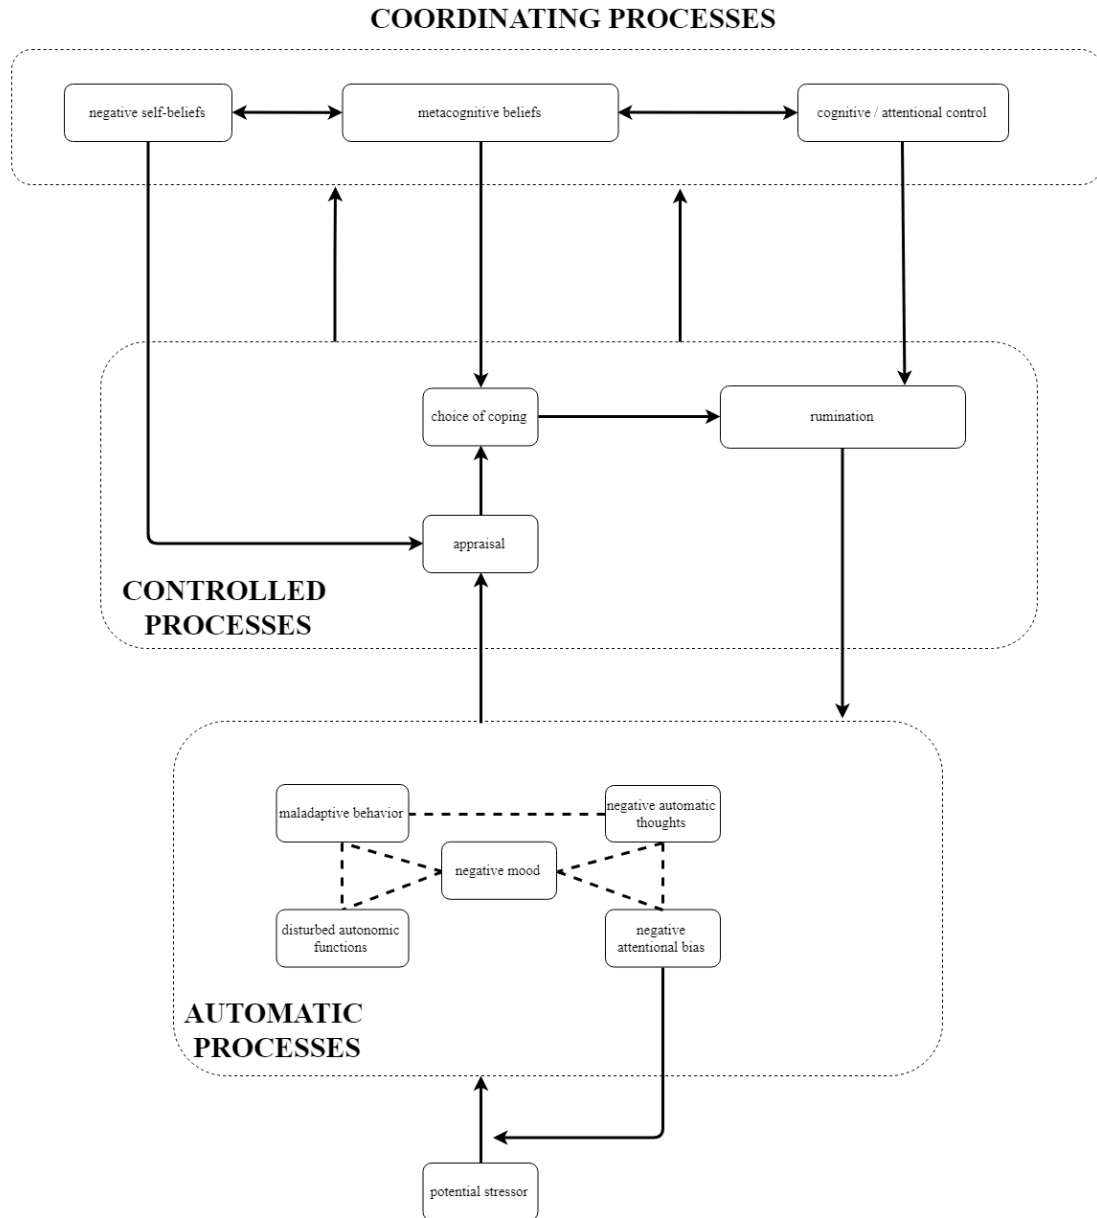 COORDINATING PROCESSES
negative self-beliefs
metacognitive beliefs
cognitive / attentional control
choice of coping
rumination
appraisal
CONTROLLED
PROCESSES
maladaptive behavior
negative automatic
thoughts
negative mood
disturbed autonomic
functions
negative
attentional bias
AUTOMATIC
PROCESSES
potential stressor